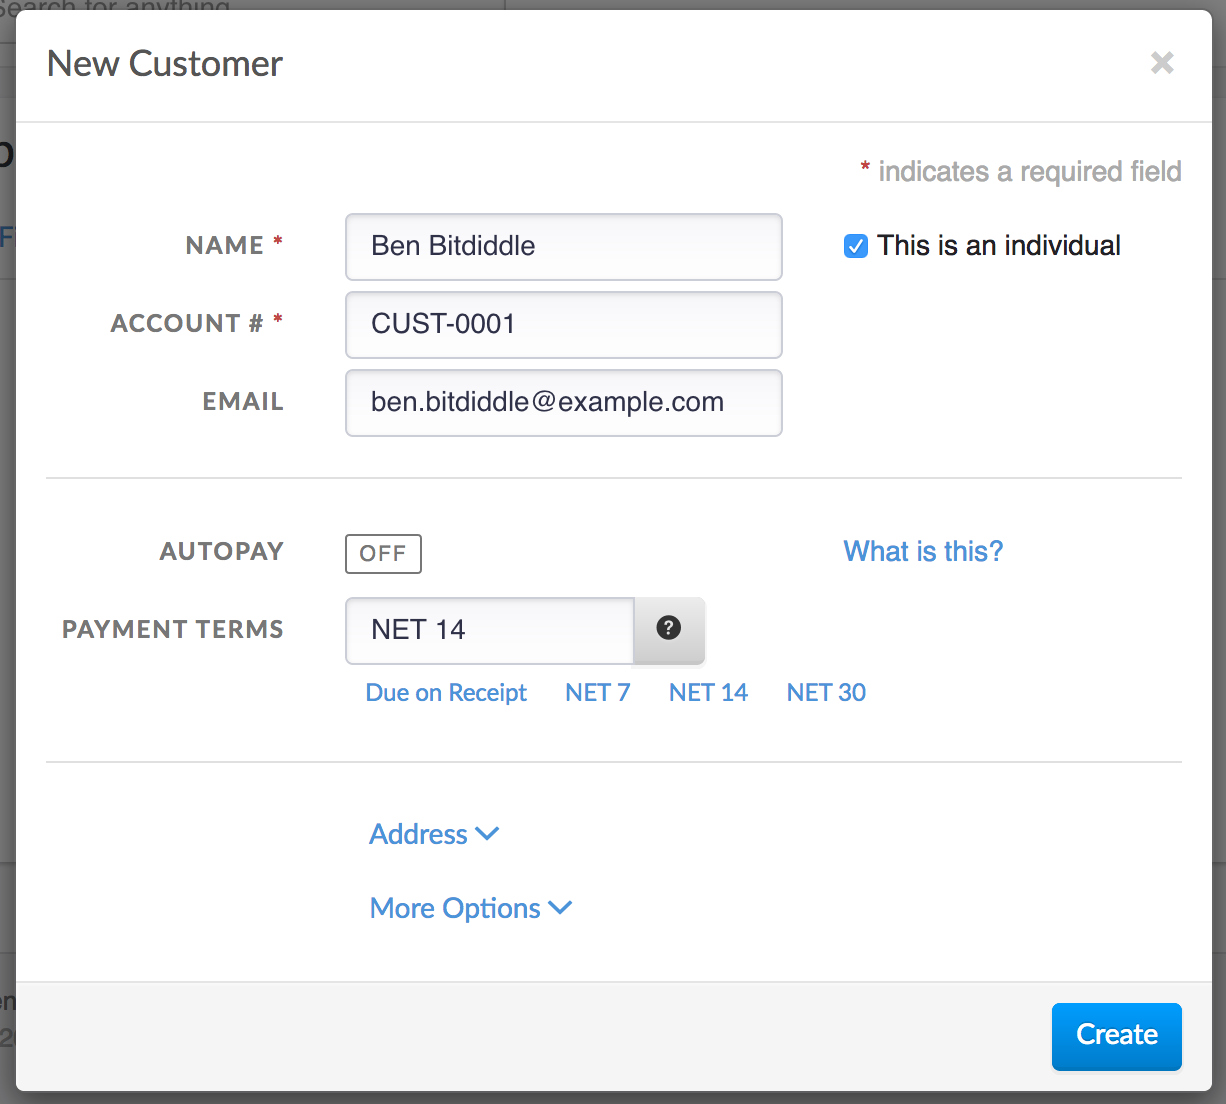 Search for anything
New Customer
* indicates a required field
NAME *
Ben Bitdiddle
This is an individual
ACCOUNT # *
CUST-0001
EMAIL
ben.bitdiddle@example.com
AUTOPAY
OFF
What is this?
PAYMENT TERMS
NET 14
Due on Receipt NET 7 NET 14 NET 30
Address
More Options
Create